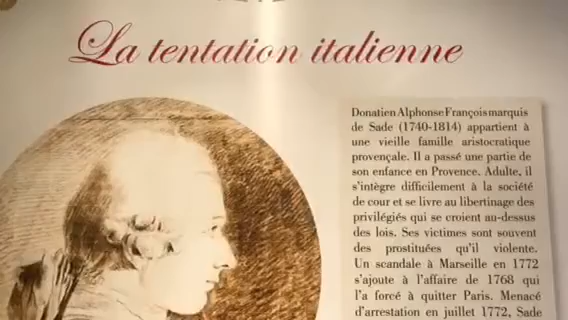 La tentation italienne
Donatien Alphonse François marquis
de Sade (1740-1814) appartient à
une vieille famille aristocratique
provençale. Il a passé une partie de
son enfance en Provence. Adulte, il
s'intègre difficilement à la société
de cour et se livre au libertinage des
privilégiés qui se croient au-dessus
des lois. Ses victimes sont souvent
des prostituées qu'il violente.
Un scandale à Marseille en 1772
s'ajoute à l'affaire de 1768 qui
l'a forcé à quitter Paris. Menacé
d'arrestation en juillet 1772, Sade